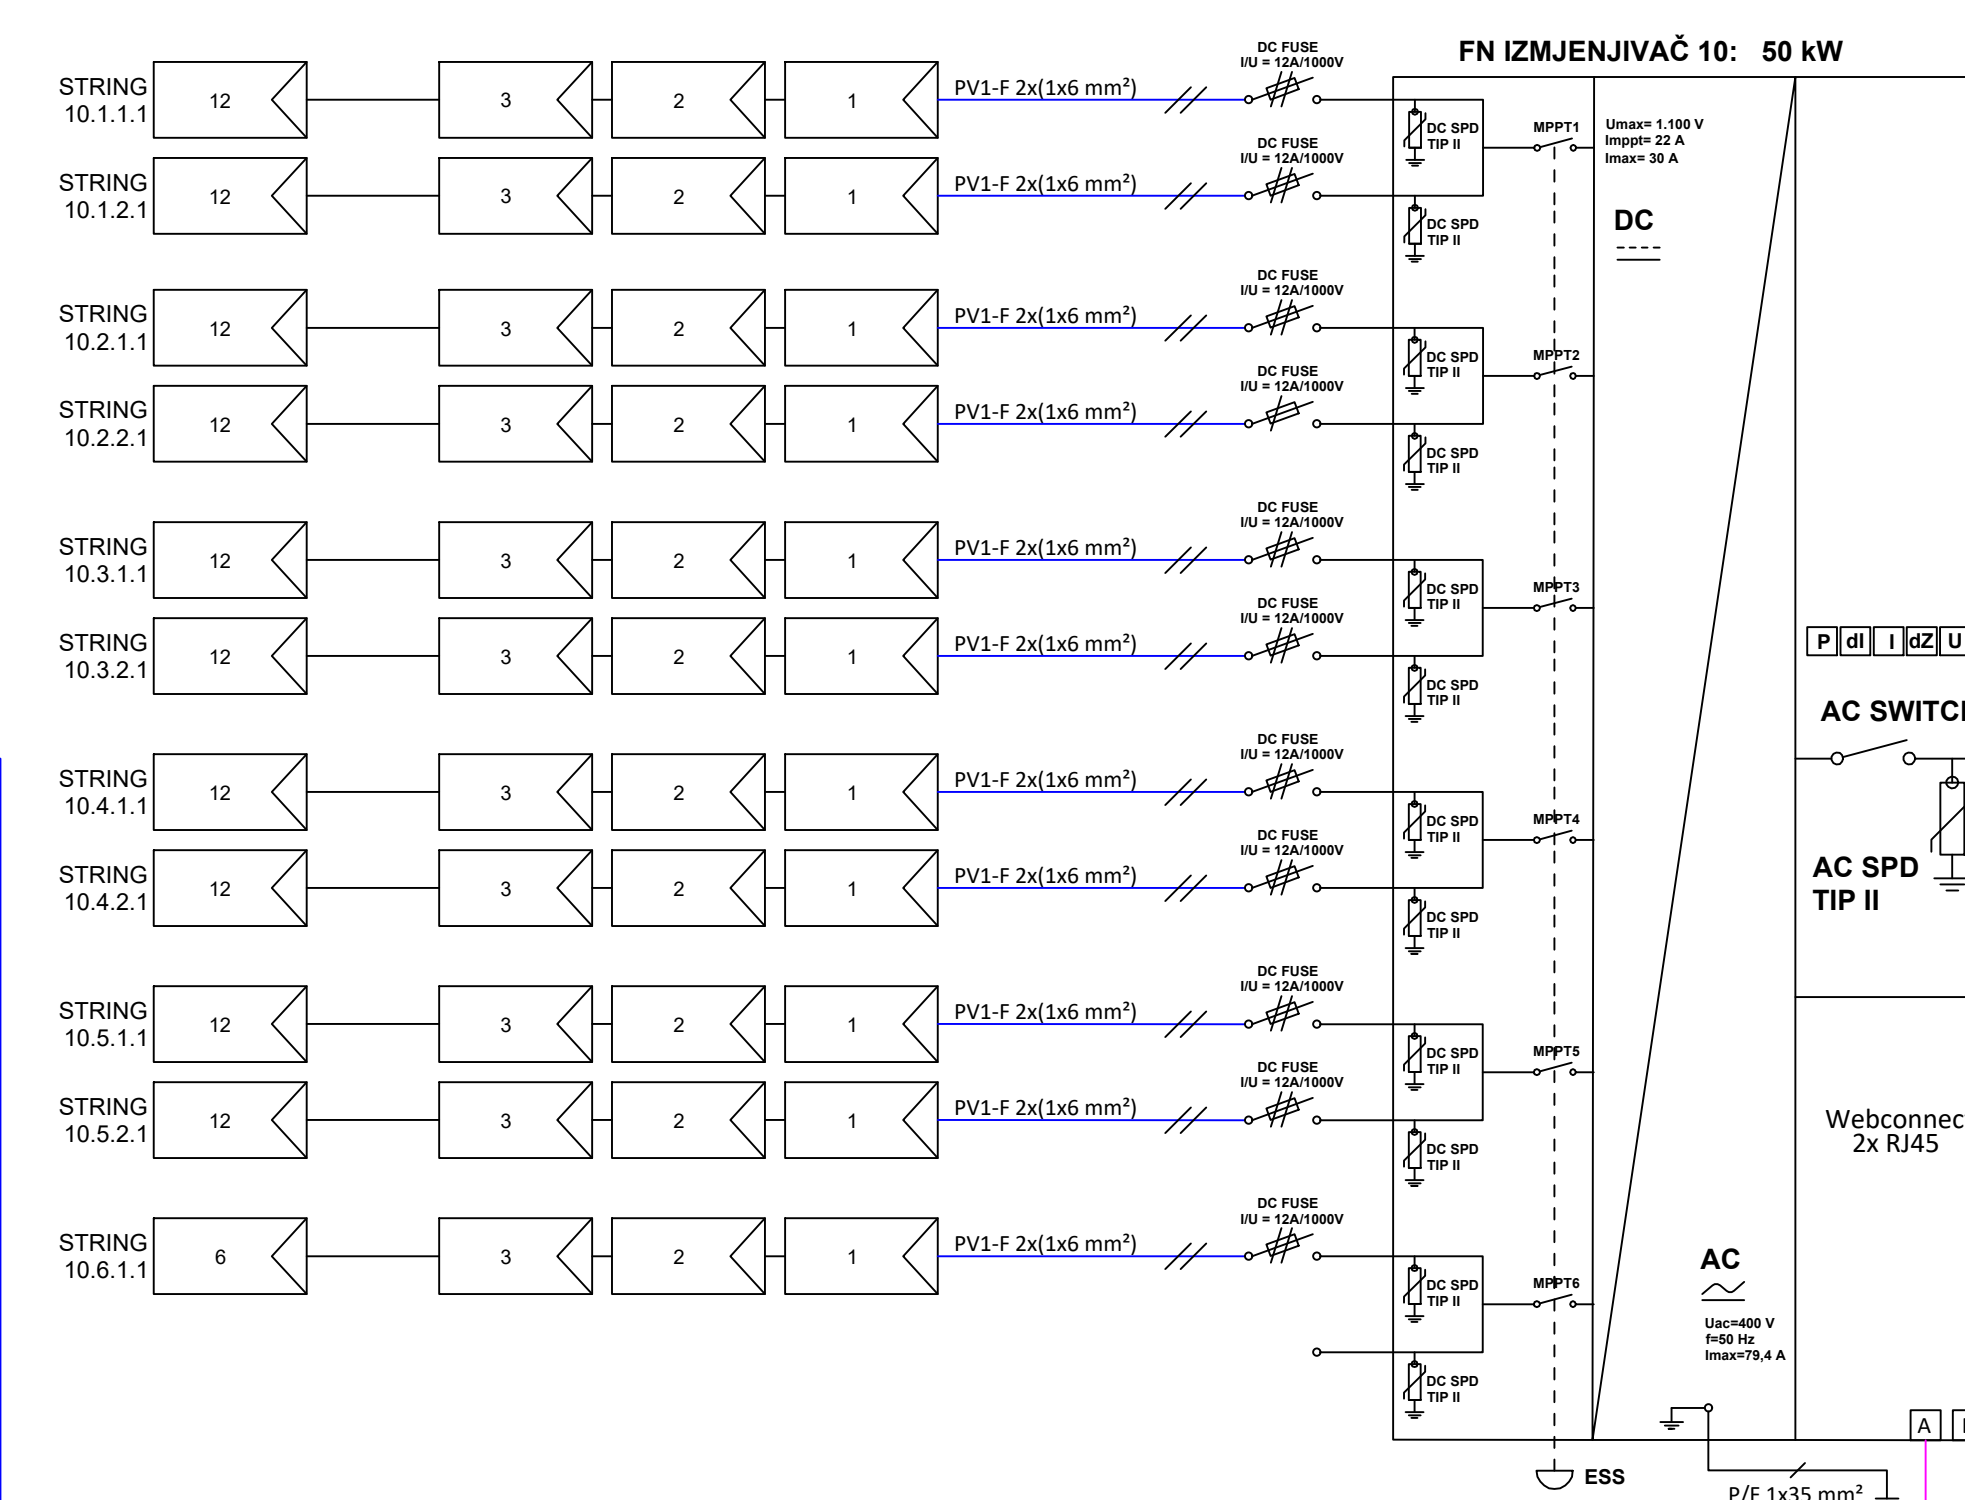 FN IZMJENJIVAČ 10: 50 kW
STRING
10.1.1.1
12
3
2
1
PV1-F 2x(1x6 mm²)
DC FUSE
I/U = 12A/1000V
DC SPD
TIP II
MPPT1
Umax= 1.100 V
Imppt= 22 A
Imax= 30 A
STRING
10.1.2.1
12
3
2
1
PV1-F 2x(1x6 mm²)
DC FUSE
I/U = 12A/1000V
DC SPD
TIP II
DC
STRING
10.2.1.1
12
3
2
1
PV1-F 2x(1x6 mm²)
DC FUSE
I/U = 12A/1000V
DC SPD
TIP II
MPPT2
STRING
10.2.2.1
12
3
2
1
PV1-F 2x(1x6 mm²)
DC FUSE
I/U = 12A/1000V
DC SPD
TIP II
STRING
10.3.1.1
12
3
2
1
PV1-F 2x(1x6 mm²)
DC FUSE
I/U = 12A/1000V
DC SPD
TIP II
MPPT3
STRING
10.3.2.1
12
3
2
1
PV1-F 2x(1x6 mm²)
DC FUSE
I/U = 12A/1000V
DC SPD
TIP II
P dI I dZ U
AC SWITCH
STRING
10.4.1.1
12
3
2
1
PV1-F 2x(1x6 mm²)
DC FUSE
I/U = 12A/1000V
DC SPD
TIP II
MPPT4
STRING
10.4.2.1
12
3
2
1
PV1-F 2x(1x6 mm²)
DC FUSE
I/U = 12A/1000V
DC SPD
TIP II
AC SPD
TIP II
STRING
10.5.1.1
12
3
2
1
PV1-F 2x(1x6 mm²)
DC FUSE
I/U = 12A/1000V
DC SPD
TIP II
MPPT5
STRING
10.5.2.1
12
3
2
1
PV1-F 2x(1x6 mm²)
DC FUSE
I/U = 12A/1000V
DC SPD
TIP II
Webconnec
2x RJ45
STRING
10.6.1.1
6
3
2
1
PV1-F 2x(1x6 mm²)
DC FUSE
I/U = 12A/1000V
DC SPD
TIP II
MPPT6
DC SPD
TIP II
AC
Uac=400 V
f=50 Hz
Imax=79,4 A
A
ESS
P/F 1x35 mm²